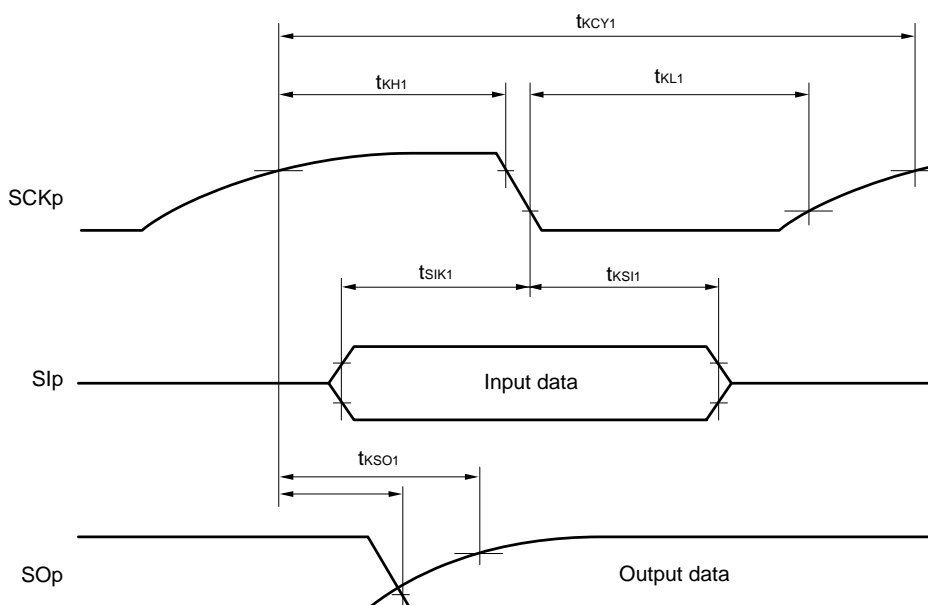 tKCY1
tKH1
tKL1
SCKp
tSIK1
tKSI1
SIp
Input data
tKSO1
SOp
Output data